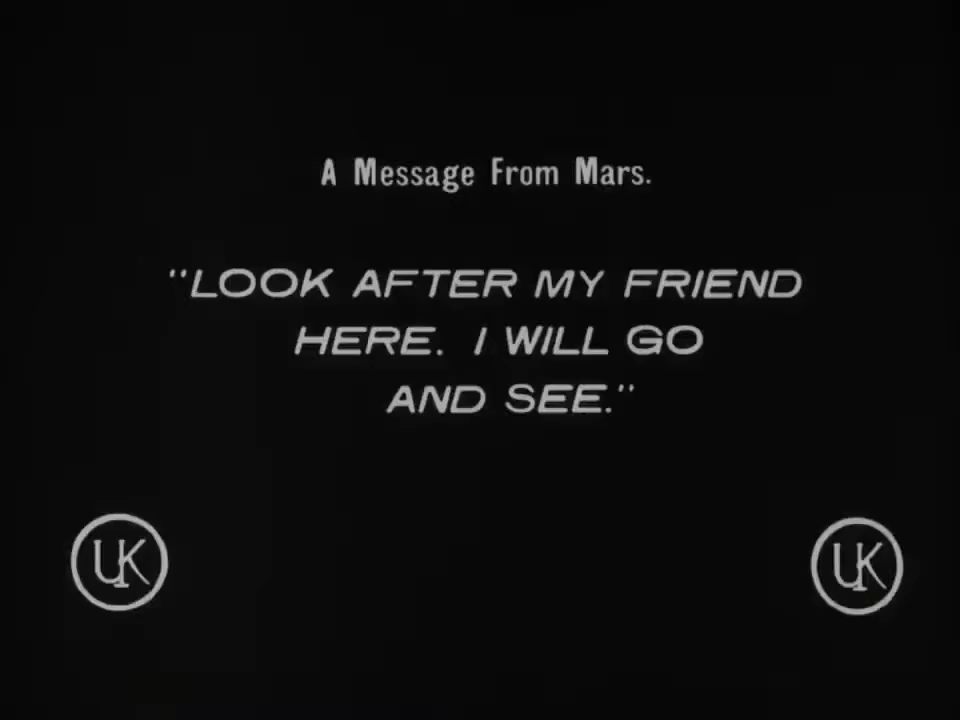 A Message From Mars.
"LOOK AFTER MY FRIEND
HERE. I WILL GO
AND SEE."
UK
UK